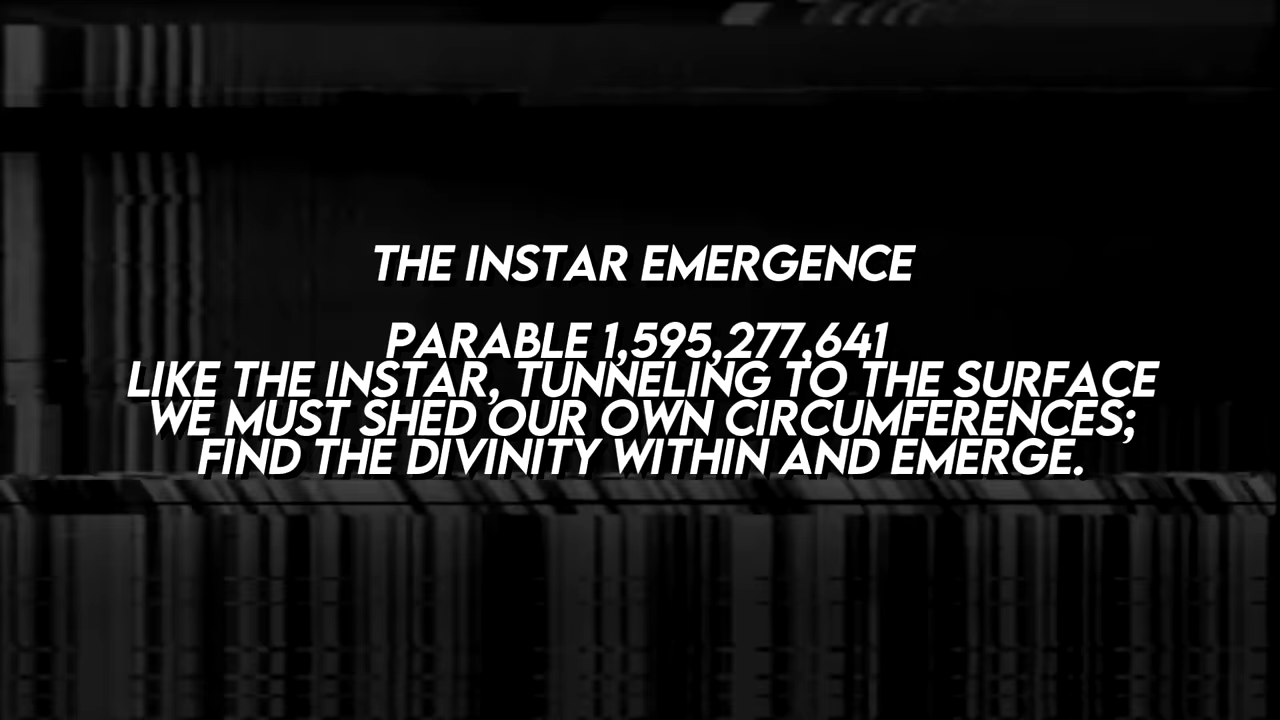 THE INSTAR EMERGENCE
PARABLE 1,595,277,641
LIKE THE INSTAR, TUNNELING TO THE SURFACE
WE MUST SHED OUR OWN CIRCUMFERENCES;
FIND THE DIVINITY WITHIN AND EMERGE.